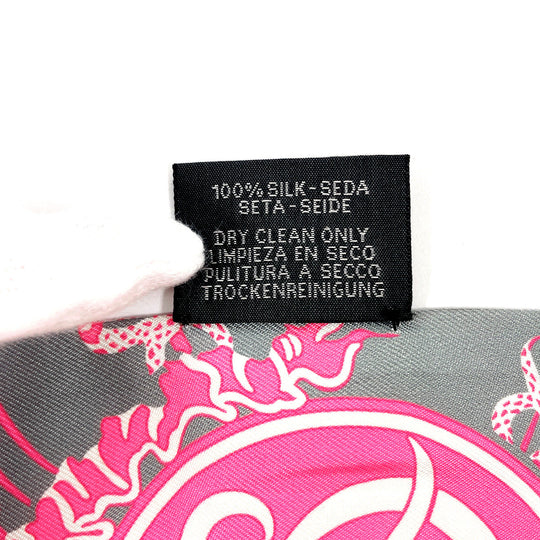 100% SILK-SEDA
SETA-SEIDE
DRY CLEAN ONLY
LIMPIEZA EN SECO
PULITURA A SECCO
TROCKENREINIGUNG